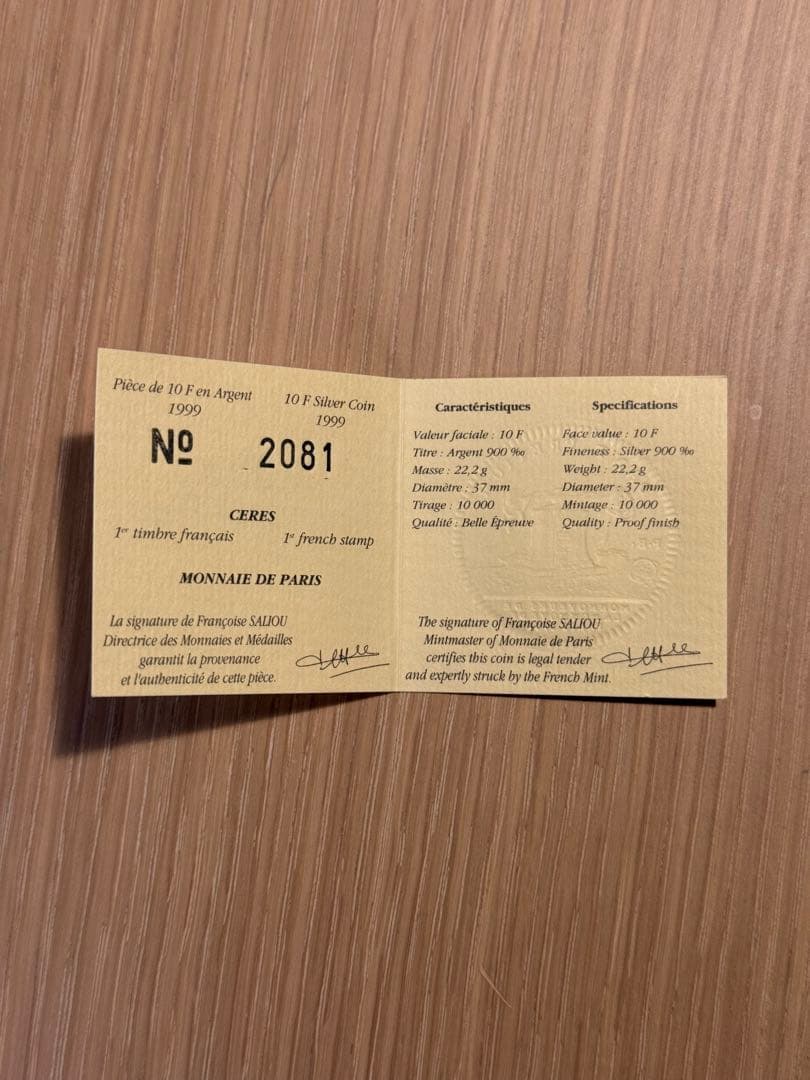 Pièce de 10 F en Argent
1999
10 F Silver Coin
1999
Nº 2081
CERES
1er timbre français
1st french stamp
MONNAIE DE PARIS
La signature de Françoise SALIOU
Directrice des Monnaies et Médailles
garantit la provenance
et l'authenticité de cette pièce.
Caractéristiques
Valeur faciale : 10 F
Titre : Argent 900 ‰
Masse : 22,2 g
Diamètre : 37 mm
Tirage : 10 000
Qualité : Belle Épreuve
Specifications
Face value : 10 F
Fineness : Silver 900 ‰
Weight : 22,2 g
Diameter : 37 mm
Mintage : 10 000
Quality : Proof finish
The signature of Françoise SALIOU
Mintmaster of Monnaie de Paris
certifies this coin is legal tender
and expertly struck by the French Mint.